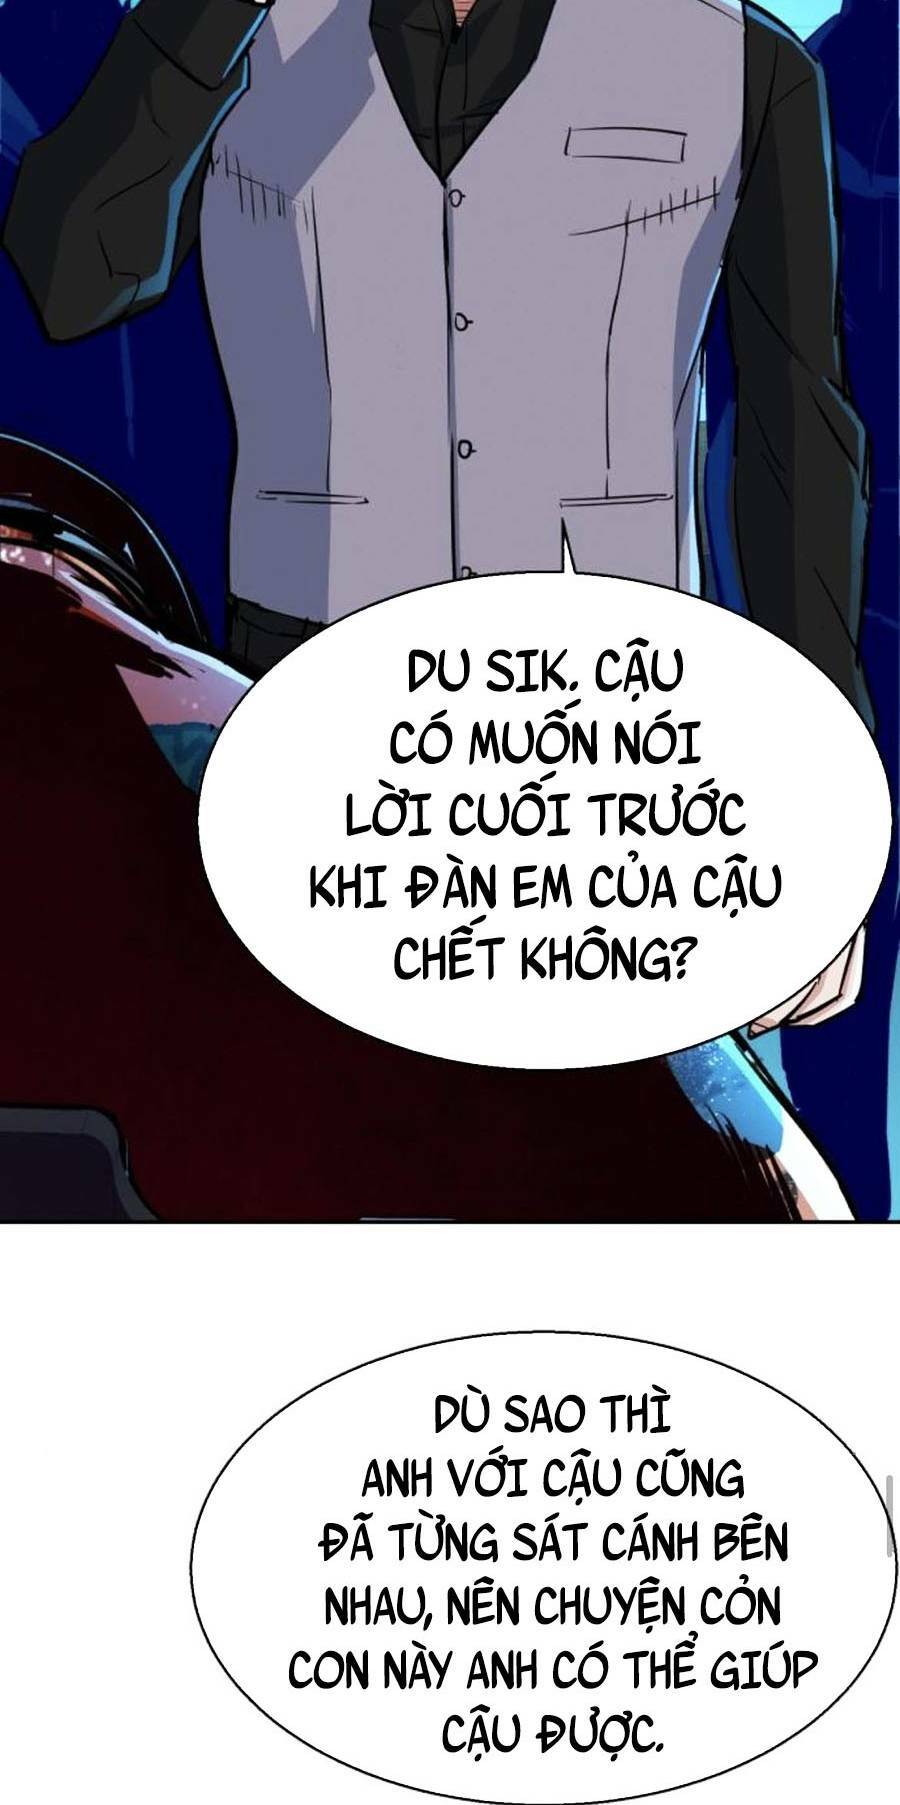 DU SIK. CẬU
CÓ MUỐN NÓI
LỜI CUỐI TRƯỚC
KHI ĐÀN EM CỦA CẬU
CHẾT KHÔNG?
DÙ SAO THÌ
ANH VỚI CẬU CŨNG
ĐÃ TỪNG SÁT CÁNH BÊN
NHAU, NÊN CHUYỆN CỎN
CON NÀY ANH CÓ THỂ GIÚP
CẬU ĐƯỢC.